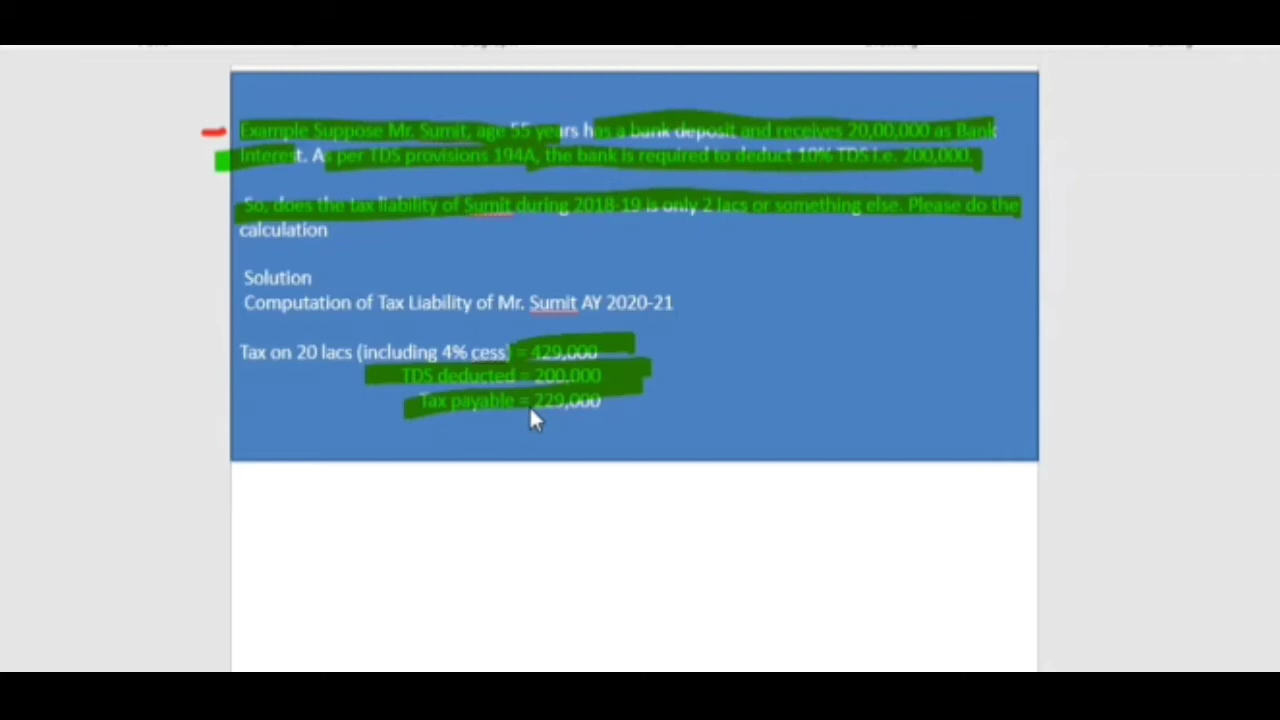 Example Suppose Mr. Sumit, age 55 years has a bank deposit and receives 20,00,000 as Bank
Interest. As per TDS provisions 194A, the bank is required to deduct 10% TDS i.e. 200,000.
So, does the tax liability of Sumit during 2018-19 is only 2 lacs or something else. Please do the
calculation
Solution
Computation of Tax Liability of Mr. Sumit AY 2020-21
Tax on 20 lacs (including 4% cess) = 429,000
TDS deducted = 200,000
Tax payable = 229,000